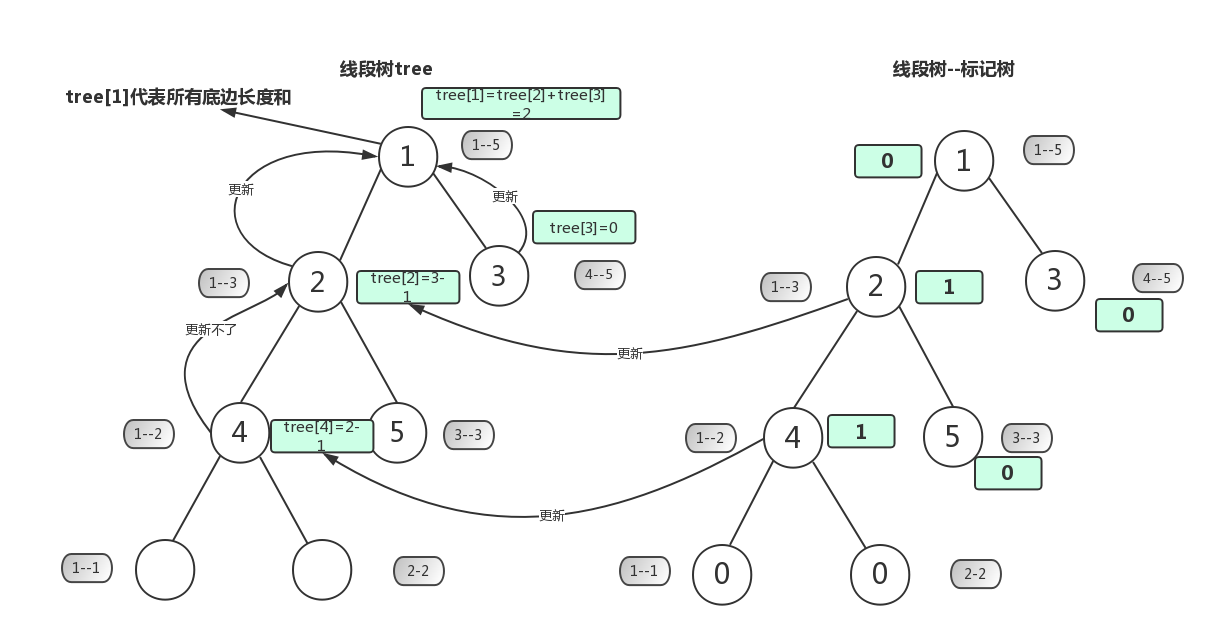 线段树tree
线段树--标记树
tree[1]代表所有底边长度和
tree[1]=tree[2]+tree[3]
=2
1
1--5
0
1
1--5
更新
更新
tree[3]=0
1--3
2
tree[2]=3-
1
3
4--5
1--3
2
1
3
4--5
0
更新不了
更新
1--2
4
tree[4]=2-
1
5
3--3
1--2
4
1
5
3--3
0
更新
1--1
2-2
1--1
0
0
2-2